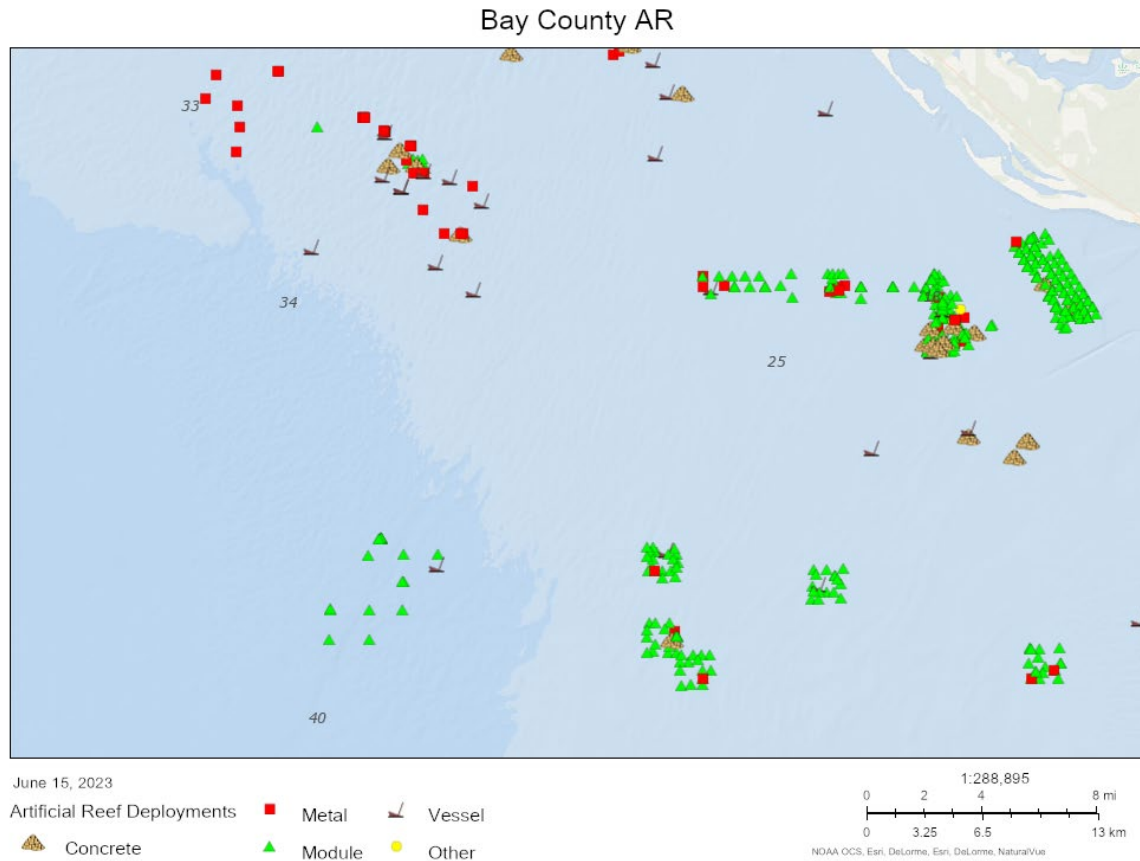 Bay County AR
33
34
10
25
40
June 15, 2023
1:288,895
Artificial Reef Deployments
Metal
Vessel
0 2 4 8 mi
Concrete
Module
Other
0 3.25 6.5 13 km
NOAA OCS, Esri, DeLorme, Esri, DeLorme, NaturalVue